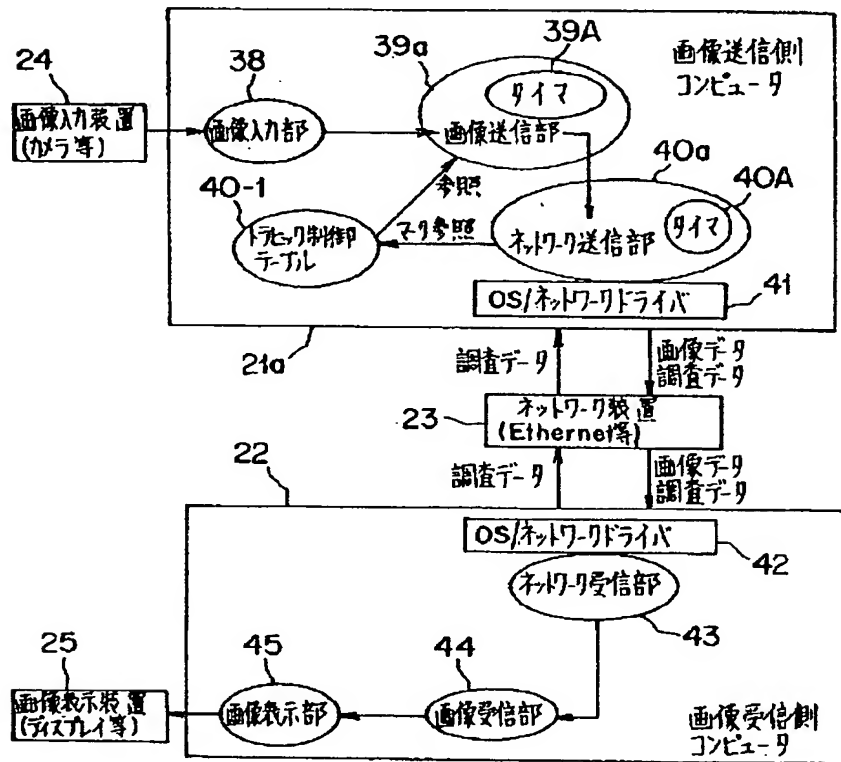 39A
39a
画像送信側
コンピュータ
24
38
タイマ
画像入力装置
(カメラ等)
画像入力部
画像送信部
40a
40-1
参照
40A
トラヒック制御
テーブル
マーク参照
ネットワーク送信部
タイマ
OS/ネットワークドライバ
41
21a
調査データ
画像データ
調査データ
23
ネットワーク装置
(Ethernet等)
22
調査データ
画像データ
調査データ
OS/ネットワークドライバ
42
ネットワーク受信部
43
25
45
44
画像表示装置
(ディスプレイ等)
画像表示部
画像受信部
画像受信側
コンピュータ